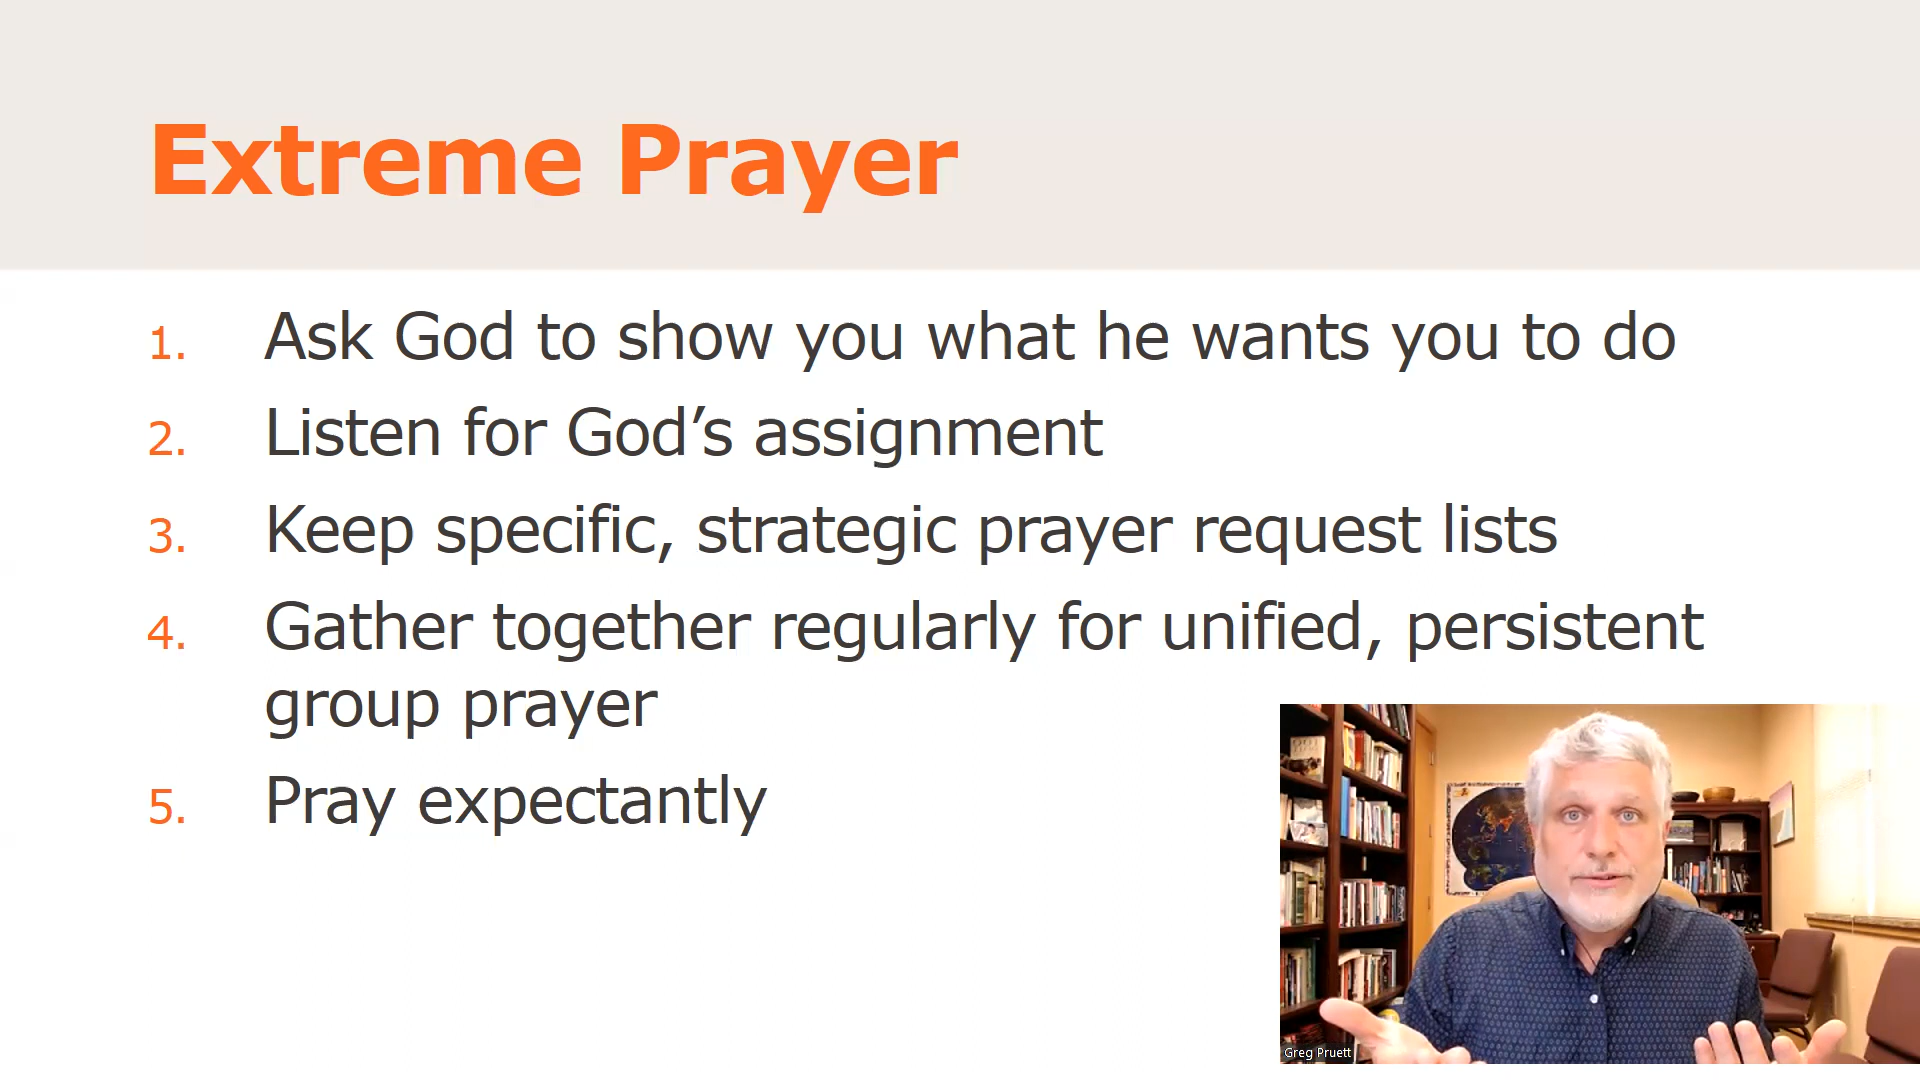 Extreme Prayer
1. Ask God to show you what he wants you to do
2. Listen for God’s assignment
3. Keep specific, strategic prayer request lists
4. Gather together regularly for unified, persistent
group prayer
5. Pray expectantly
Greg Pruett